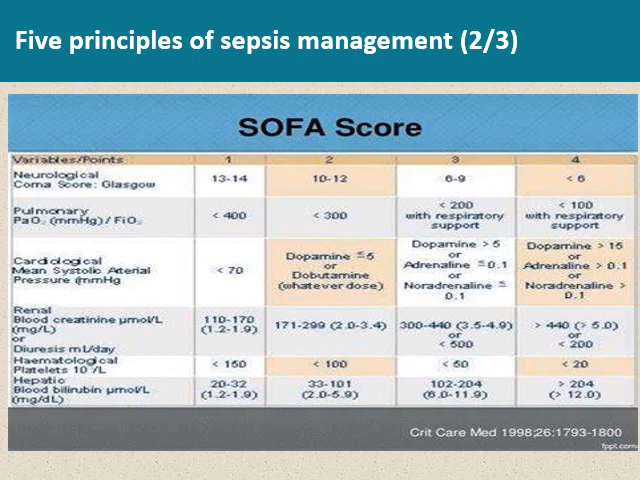 Five principles of sepsis management (2/3)
SOFA Score
Variables/Points 1 2 3 4
Neurological
Coma Score: Glasgow 13-14 10-12 6-9 < 6
Pulmonary
PaO₂ (mmHg) / FiO₂ < 400 < 300 < 200
with respiratory
support < 100
with respiratory
support
Cardiological
Mean Systolic Arterial
Pressure (mmHg < 70 Dopamine ≤5
or
Dobutamine
(whatever dose) Dopamine > 5
or
Adrenaline ≤0.1
or
Noradrenaline ≤
0.1 Dopamine > 15
or
Adrenaline > 0.1
or
Noradrenaline >
0.1
Renal
Blood creatinine µmol/L
(mg/L)
or
Diuresis mL/day 110-170
(1.2-1.9) 171-299 (2.0-3.4) 300-440 (3.5-4.9)
or
< 500 > 440 (> 5.0)
or
< 200
Haematological
Platelets < 150 < 100 < 50 < 20
Hepatic
Blood bilirubin µmol/L
(mg/dL) 20-32
(1.2-1.9) 33-101
(2.0-5.9) 102-204
(6.0-11.9) > 204
(> 12.0)
Crit Care Med 1998;26:1793-1800
fppt.com